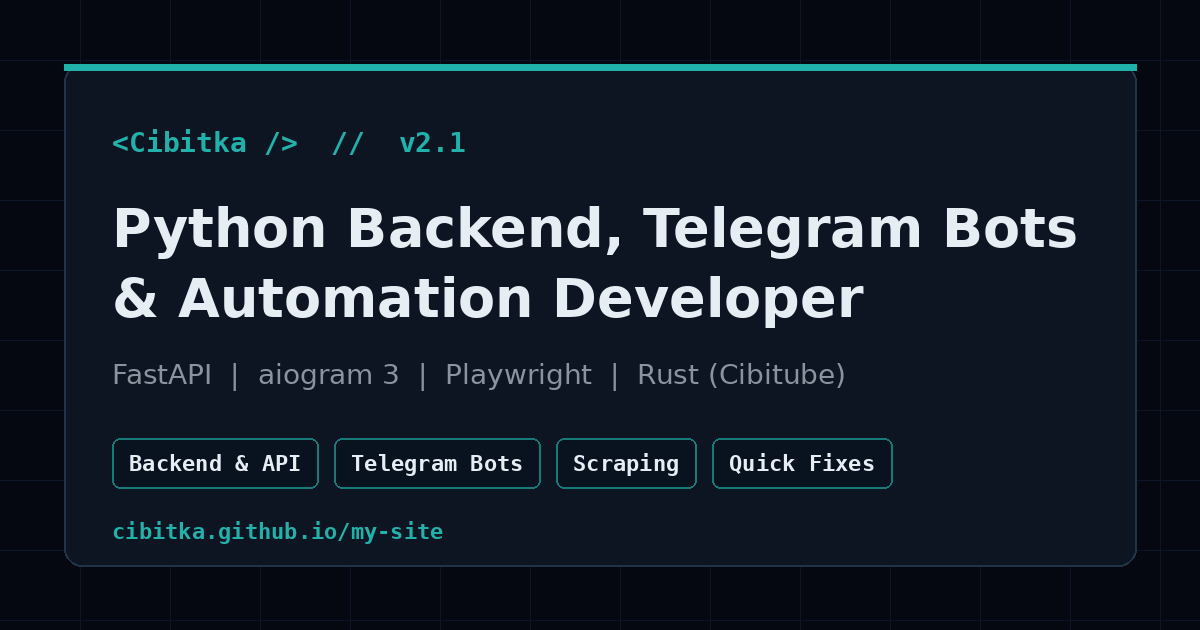 <Cibitka /> // v2.1
Python Backend, Telegram Bots
& Automation Developer
FastAPI | aiogram 3 | Playwright | Rust (Cibitube)
Backend & API
Telegram Bots
Scraping
Quick Fixes
cibitka.github.io/my-site